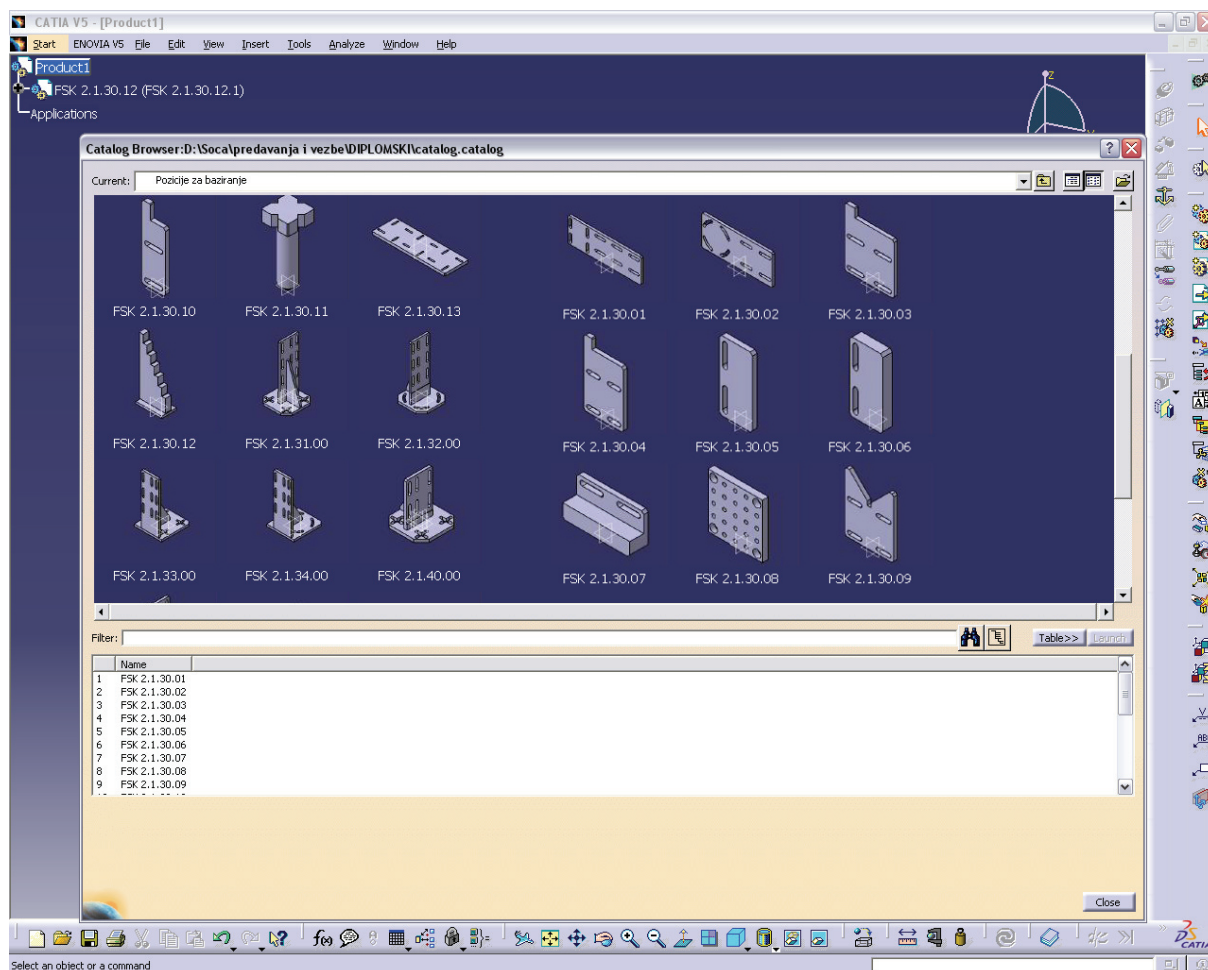 CATIA V5 - [Product1]
Start ENOVIA V5 File Edit View Insert Tools Analyze Window Help
Product1
FSK 2.1.30.12 (FSK 2.1.30.12.1)
Applications
z
Catalog Browser:D:\Soca\predavanja i vezbe\DIPLOMSKI\catalog.catalog
Current: Pozicije za baziranje
FSK 2.1.30.10 FSK 2.1.30.11 FSK 2.1.30.13 FSK 2.1.30.01 FSK 2.1.30.02 FSK 2.1.30.03
FSK 2.1.30.12 FSK 2.1.31.00 FSK 2.1.32.00 FSK 2.1.30.04 FSK 2.1.30.05 FSK 2.1.30.06
FSK 2.1.33.00 FSK 2.1.34.00 FSK 2.1.40.00 FSK 2.1.30.07 FSK 2.1.30.08 FSK 2.1.30.09
Filter: Table>> Launch
Name
1 FSK 2.1.30.01
2 FSK 2.1.30.02
3 FSK 2.1.30.03
4 FSK 2.1.30.04
5 FSK 2.1.30.05
6 FSK 2.1.30.06
7 FSK 2.1.30.07
8 FSK 2.1.30.08
9 FSK 2.1.30.09
Close
f(x)
CATIA
Select an object or a command